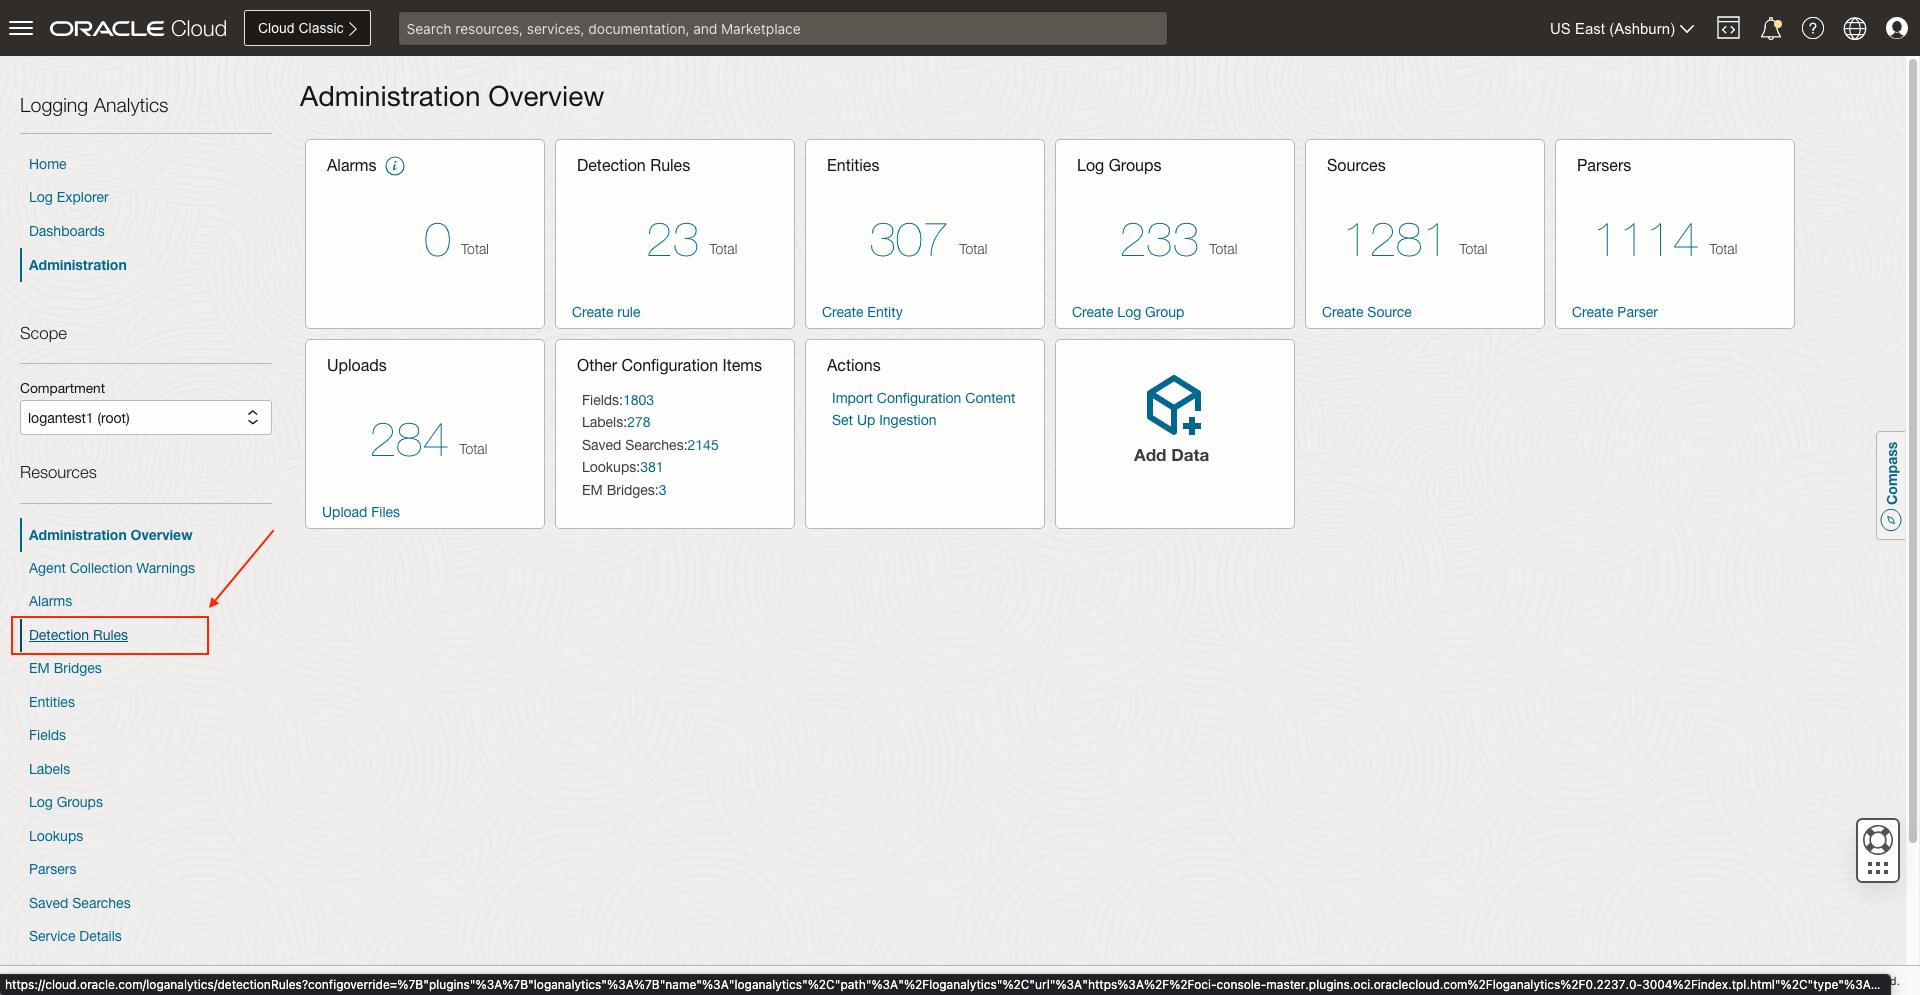 ORACLE Cloud
Cloud Classic
Search resources, services, documentation, and Marketplace
US East (Ashburn)
Logging Analytics
Home
Log Explorer
Dashboards
Administration
Scope
Compartment
logantest1 (root)
Resources
Administration Overview
Agent Collection Warnings
Alarms
Detection Rules
EM Bridges
Entities
Fields
Labels
Log Groups
Lookups
Parsers
Saved Searches
Service Details
Administration Overview
Alarms
0 Total
Detection Rules
23 Total
Create rule
Entities
307 Total
Create Entity
Log Groups
233 Total
Create Log Group
Sources
1281 Total
Create Source
Parsers
1114 Total
Create Parser
Uploads
284 Total
Upload Files
Other Configuration Items
Fields:1803
Labels:278
Saved Searches:2145
Lookups:381
EM Bridges:3
Actions
Import Configuration Content
Set Up Ingestion
Add Data
Compass
https://cloud.oracle.com/loganalytics/detectionRules?configoverride=%7B"plugins"%3A%7B"loganalytics"%3A%7B"name"%3A"loganalytics"%2C"path"%3A"%2Floganalytics"%2C"url"%3A"https%3A%2F%2Foci-console-master.plugins.oci.oraclecloud.com%2Floganalytics%2F0.2237.0-3004%2Findex.tpl.html"%2C"type"%3A...